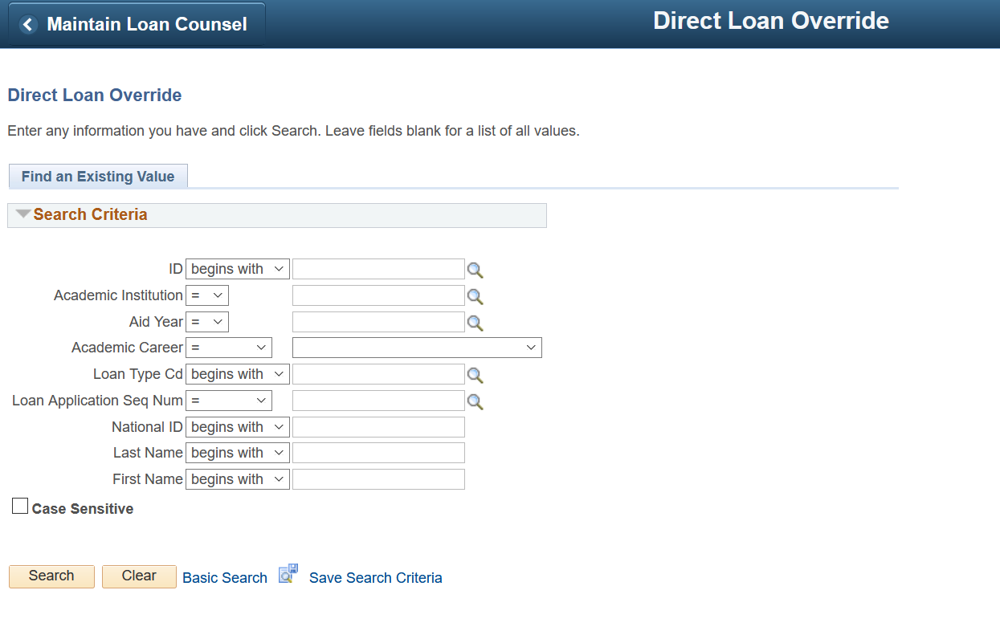 Maintain Loan Counsel
Direct Loan Override
Direct Loan Override
Enter any information you have and click Search. Leave fields blank for a list of all values.
Find an Existing Value
Search Criteria
ID begins with
Academic Institution =
Aid Year =
Academic Career =
Loan Type Cd begins with
Loan Application Seq Num =
National ID begins with
Last Name begins with
First Name begins with
Case Sensitive
Search Clear Basic Search Save Search Criteria